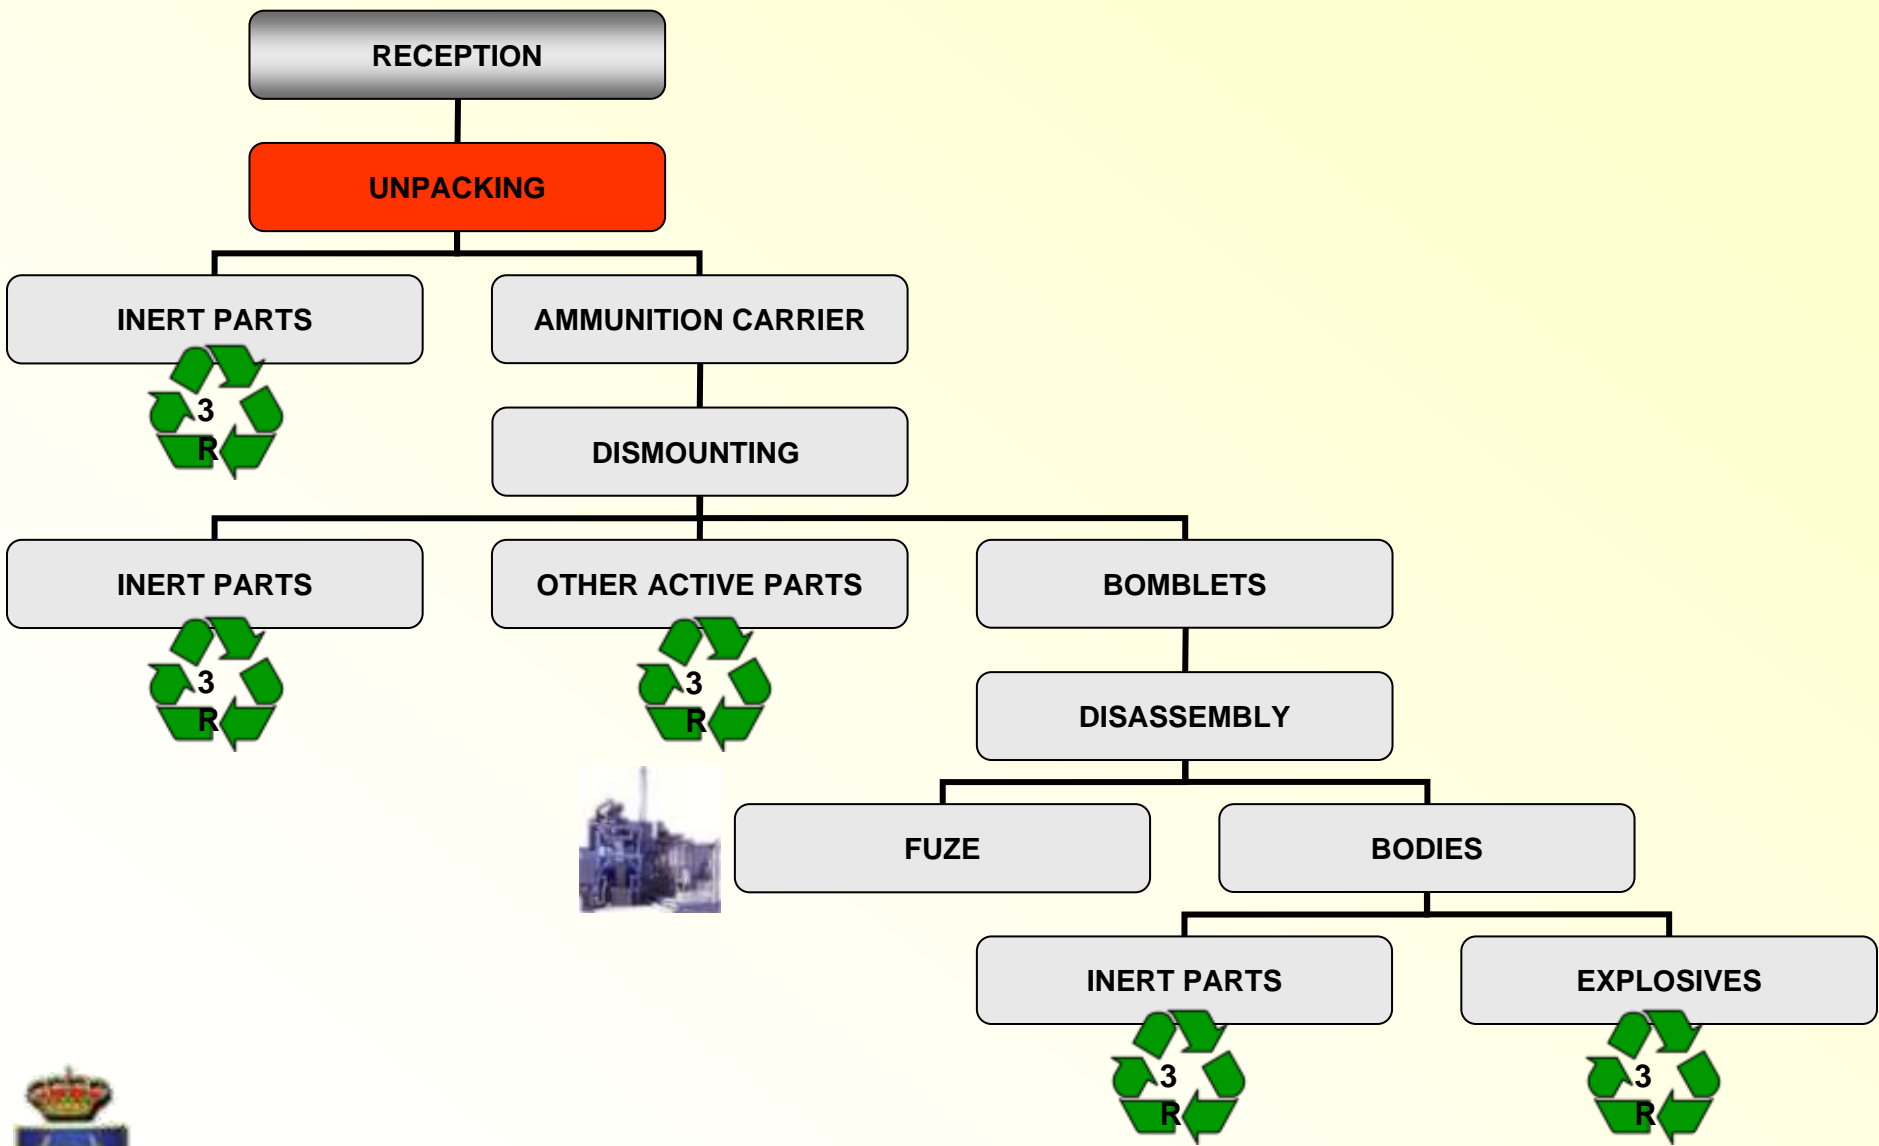 RECEPTION
UNPACKING
INERT PARTS
AMMUNITION CARRIER
3
R
DISMOUNTING
INERT PARTS
OTHER ACTIVE PARTS
BOMBLETS
3
R
3
R
DISASSEMBLY
FUZE
BODIES
INERT PARTS
EXPLOSIVES
3
R
3
R